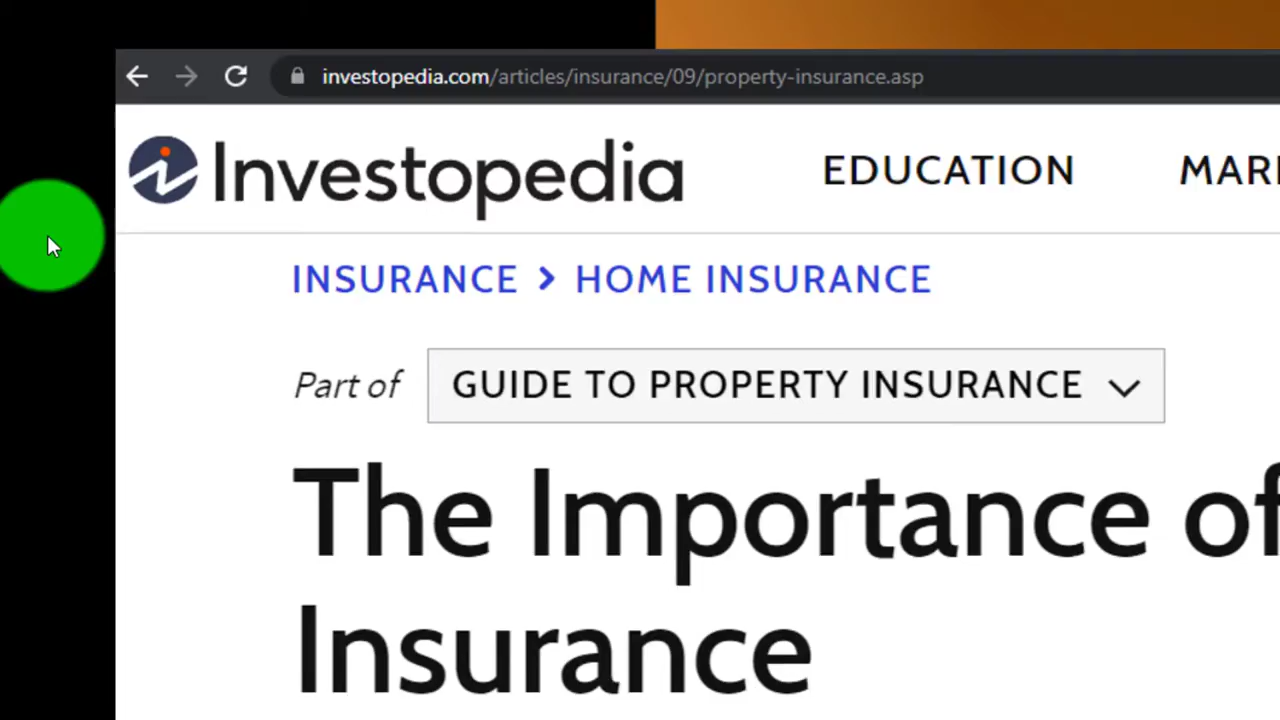 investopedia.com/articles/insurance/09/property-insurance.asp
Investopedia EDUCATION MAR
INSURANCE > HOME INSURANCE
Part of GUIDE TO PROPERTY INSURANCE
The Importance of
Insurance